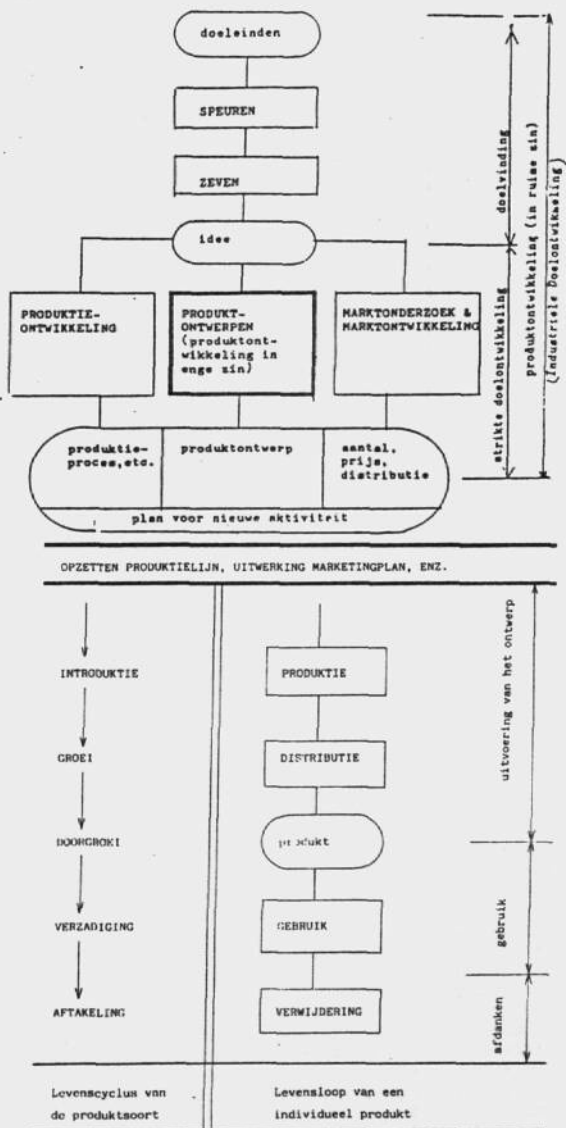 doeleinden
SPEUREN
ZEVEN
idee
PRODUKTIE-
ONTWIKKELING
PRODUKT-
ONTWERPEN
(produktont-
wikkeling in
enge zin)
MARKTONDERZOEK &
MARKTONTWIKKELING
produktie-
proces,etc.
produktontwerp
aantal,
prijs,
distributie
plan voor nieuwe aktiviteit
doelvinding
strikte doelontwikkeling
produktontwikkeling (in ruime zin)
(Industriele Doelontwikkeling)
OPZETTEN PRODUKTIELIJN, UITWERKING MARKETINGPLAN, ENZ.
INTRODUKTIE
GROEI
DOORGROEI
VERZADIGING
AFTAKELING
PRODUKTIE
DISTRIBUTIE
produkt
GEBRUIK
VERWIJDERING
uitvoering van het ontwerp
gebruik
afdanken
Levenscyclus van
de produktsoort
Levensloop van een
individueel produkt